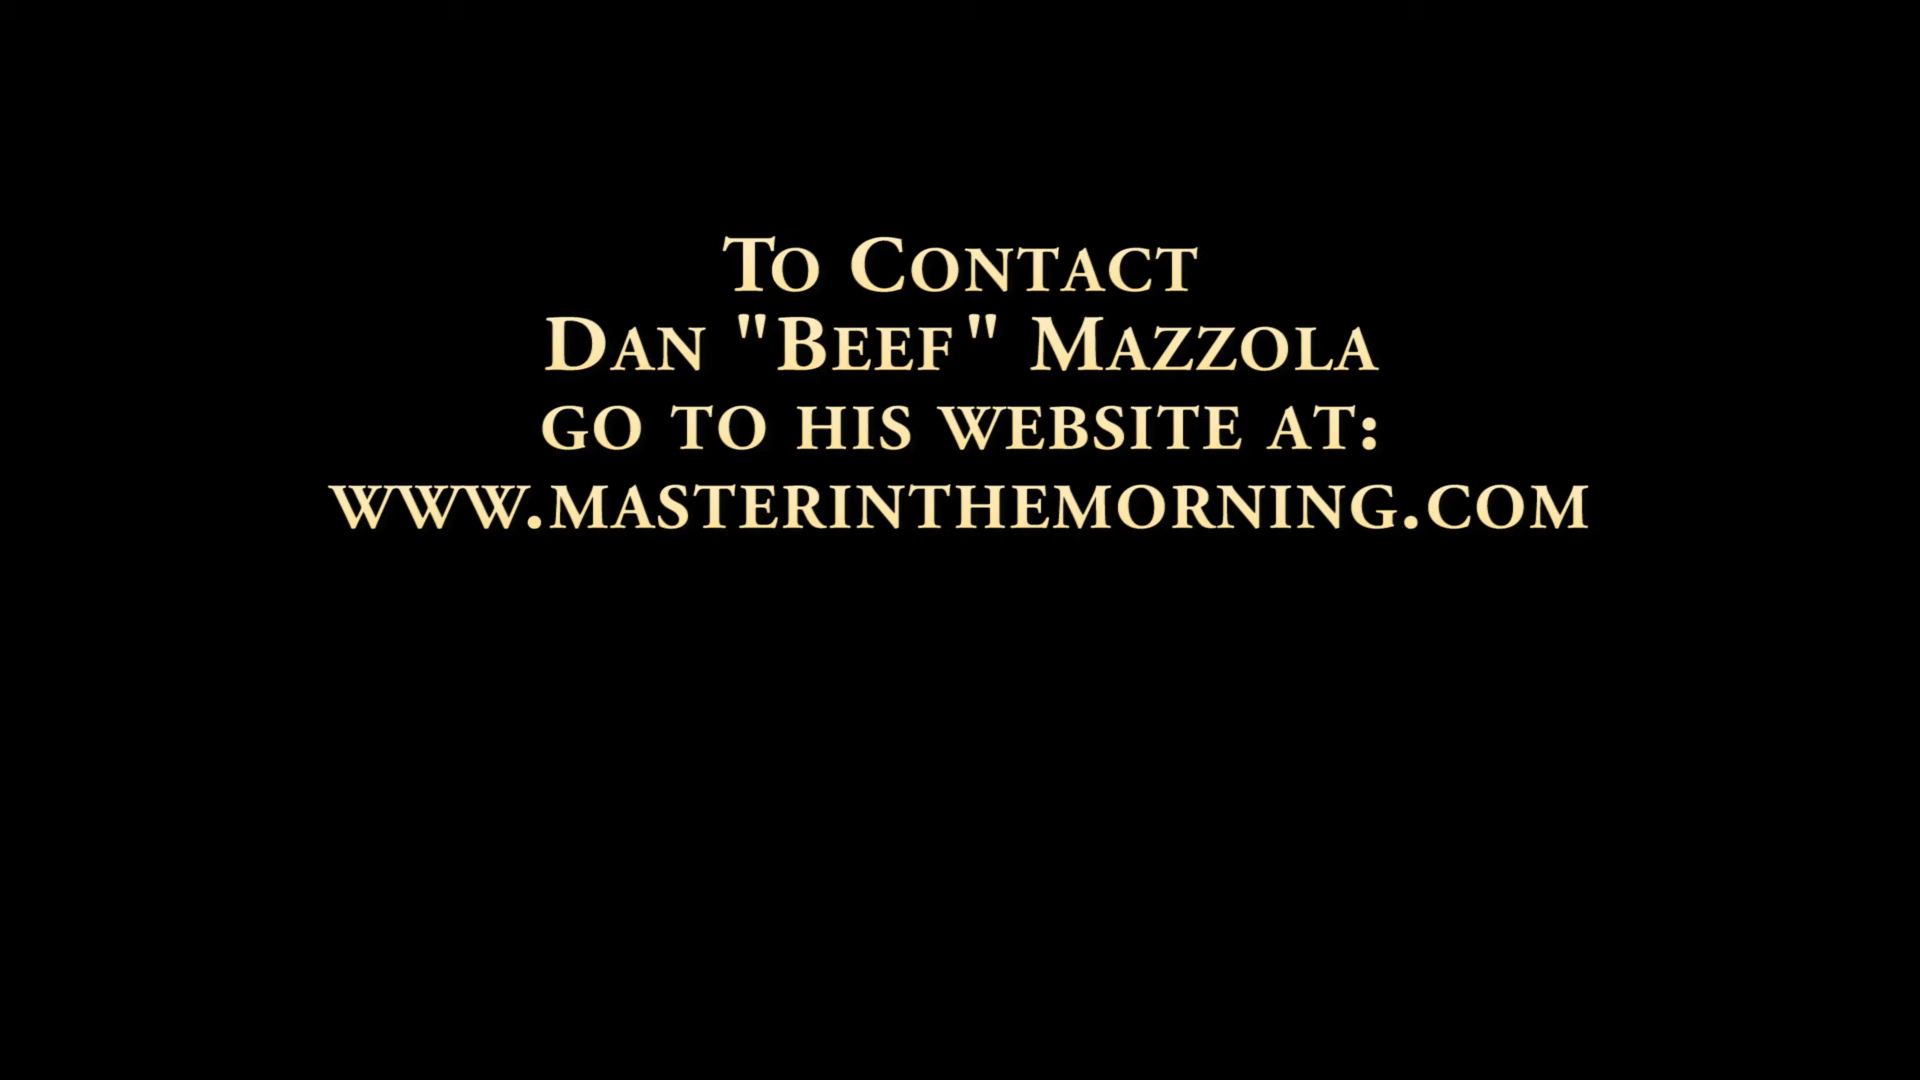 To Contact
Dan "Beef" Mazzola
go to his website at:
www.masterinthemorning.com